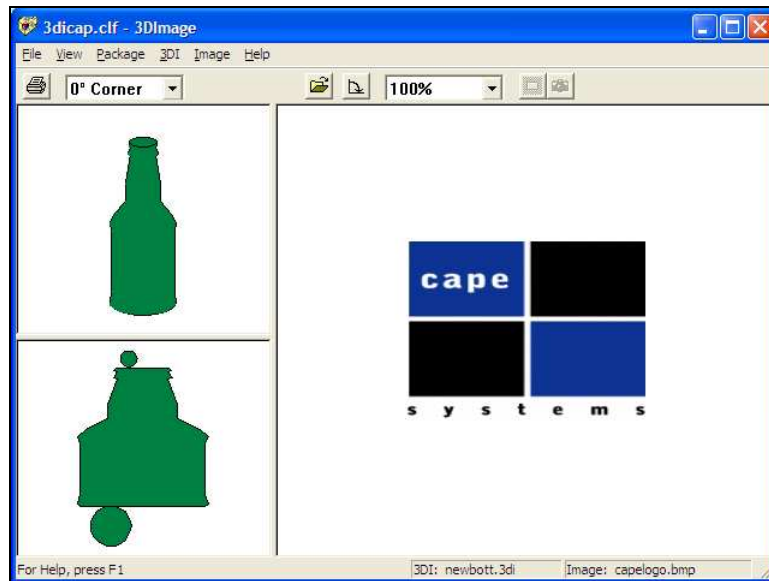 3dicap.clf - 3DImage
File View Package 3DI Image Help
0° Corner 100%
cape
systems
For Help, press F1 3DI: newbott.3di Image: capelogo.bmp